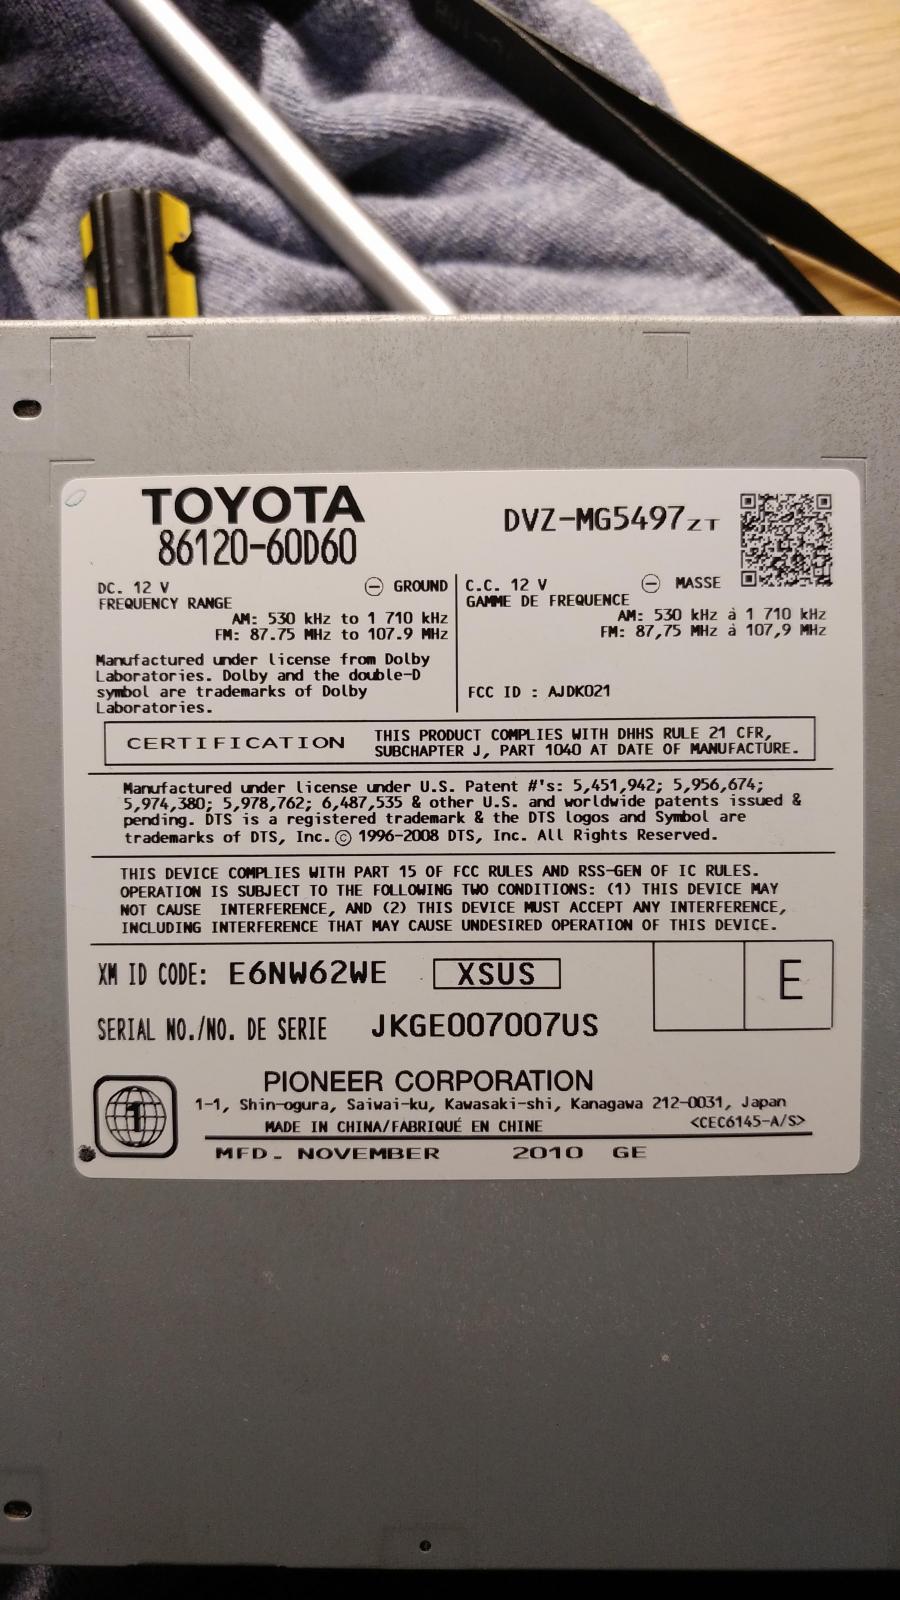 TOYOTA
86120-60D60
DVZ-MG5497ZT
DC. 12 V ⊖ GROUND
FREQUENCY RANGE
AM: 530 kHz to 1 710 kHz
FM: 87.75 MHz to 107.9 MHz
Manufactured under license from Dolby
Laboratories. Dolby and the double-D
symbol are trademarks of Dolby
Laboratories.
C.C. 12 V ⊖ MASSE
GAMME DE FREQUENCE
AM: 530 kHz à 1 710 kHz
FM: 87,75 MHz à 107,9 MHz
FCC ID : AJDK021
CERTIFICATION
THIS PRODUCT COMPLIES WITH DHHS RULE 21 CFR,
SUBCHAPTER J, PART 1040 AT DATE OF MANUFACTURE.
Manufactured under license under U.S. Patent #'s: 5,451,942; 5,956,674;
5,974,380; 5,978,762; 6,487,535 & other U.S. and worldwide patents issued &
pending. DTS is a registered trademark & the DTS logos and Symbol are
trademarks of DTS, Inc. © 1996-2008 DTS, Inc. All Rights Reserved.
THIS DEVICE COMPLIES WITH PART 15 OF FCC RULES AND RSS-GEN OF IC RULES.
OPERATION IS SUBJECT TO THE FOLLOWING TWO CONDITIONS: (1) THIS DEVICE MAY
NOT CAUSE INTERFERENCE, AND (2) THIS DEVICE MUST ACCEPT ANY INTERFERENCE,
INCLUDING INTERFERENCE THAT MAY CAUSE UNDESIRED OPERATION OF THIS DEVICE.
XM ID CODE: E6NW62WE XSUS
E
SERIAL NO./NO. DE SERIE JKGE007007US
1
PIONEER CORPORATION
1-1, Shin-ogura, Saiwai-ku, Kawasaki-shi, Kanagawa 212-0031, Japan
MADE IN CHINA/FABRIQUÉ EN CHINE <CEC6145-A/S>
MFD. NOVEMBER 2010 GE